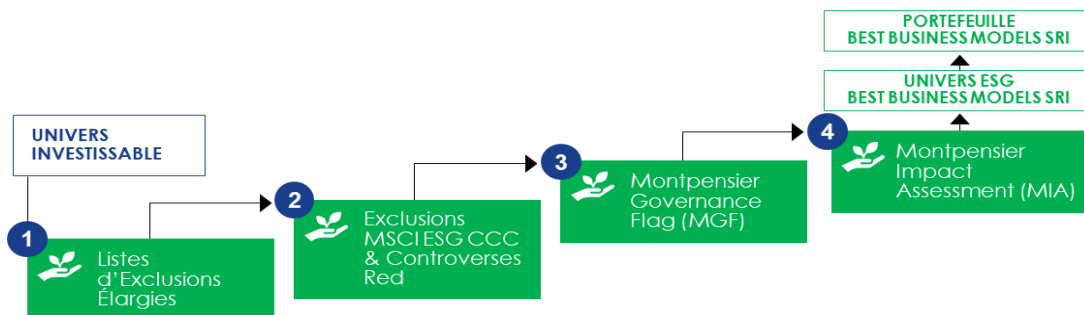 UNIVERS
INVESTISSABLE
1
Listes
d'Exclusions
Élargies
2
Exclusions
MSCI ESG CCC
& Controverses
Red
3
Montpensier
Governance
Flag (MGF)
4
Montpensier
Impact
Assessment (MIA)
UNIVERS ESG
BEST BUSINESS MODELS SRI
PORTEFEUILLE
BEST BUSINESS MODELS SRI